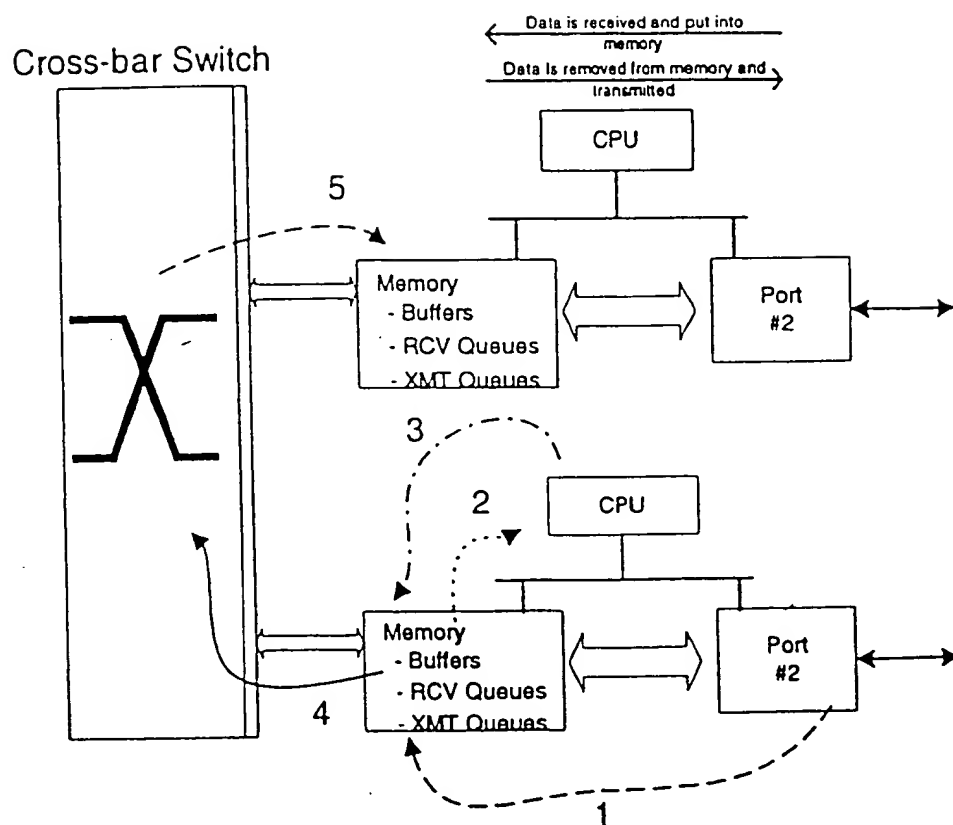 Data is received and put into
memory
Cross-bar Switch
Data Is removed from memory and
transmitted
CPU
5
Memory
- Buffers
- RCV Queues
- XMT Queues
Port
#2
3
2
CPU
Memory
- Buffers
- RCV Queues
- XMT Queues
Port
#2
4
1